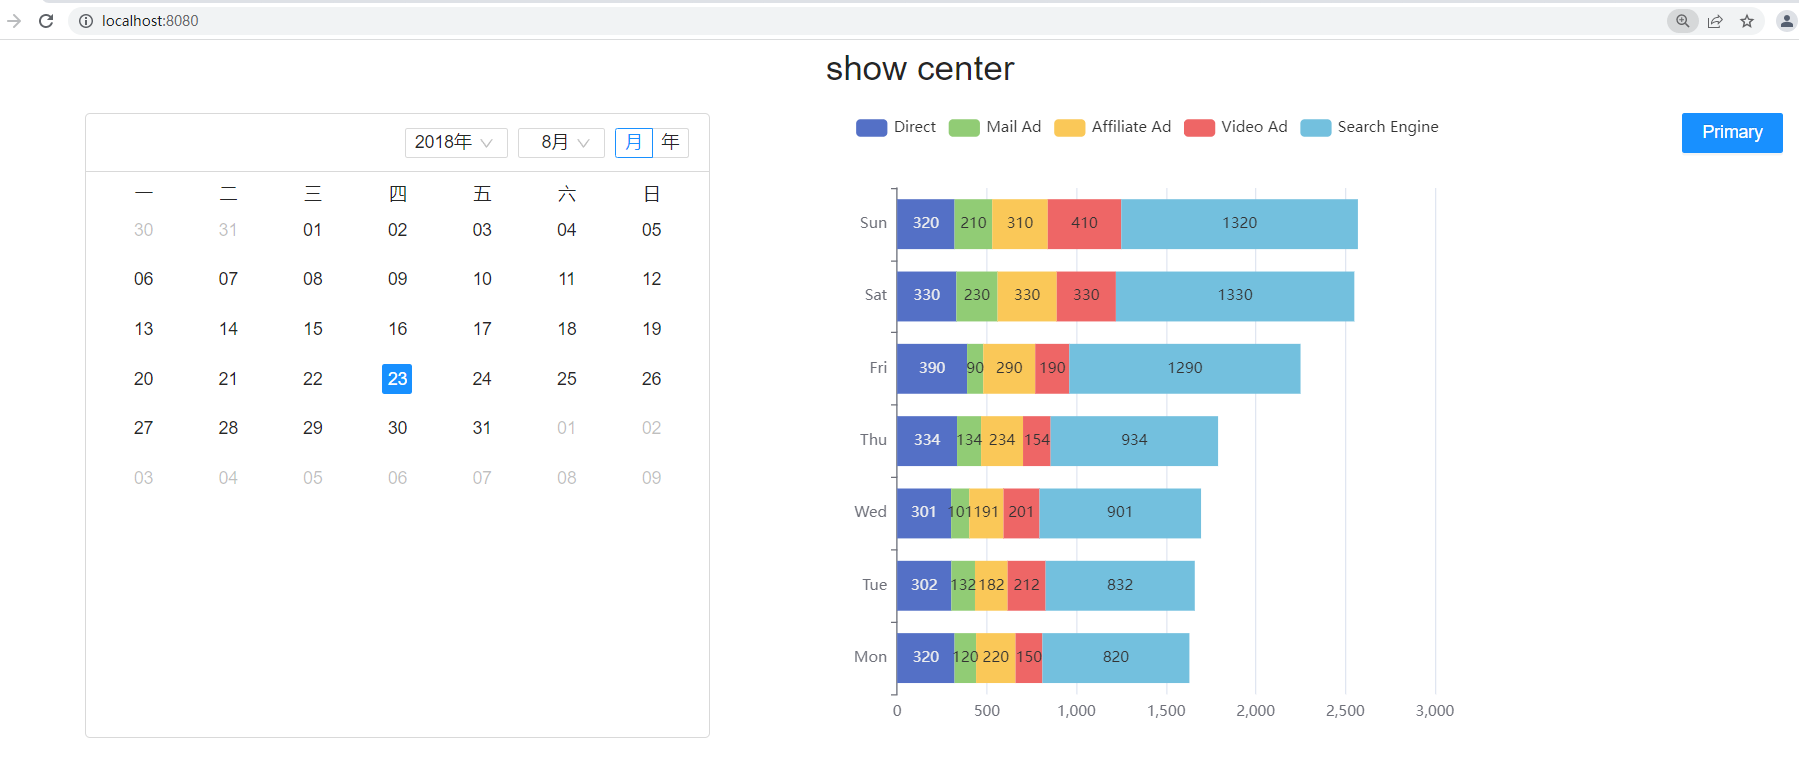 localhost:8080
show center
2018年 8月 月 年
一 二 三 四 五 六 日
30 31 01 02 03 04 05
06 07 08 09 10 11 12
13 14 15 16 17 18 19
20 21 22 23 24 25 26
27 28 29 30 31 01 02
03 04 05 06 07 08 09
Direct Mail Ad Affiliate Ad Video Ad Search Engine
Sun 320 210 310 410 1320
Sat 330 230 330 330 1330
Fri 390 90 290 190 1290
Thu 334 134 234 154 934
Wed 301 101 191 201 901
Tue 302 132 182 212 832
Mon 320 120 220 150 820
0 500 1,000 1,500 2,000 2,500 3,000
Primary